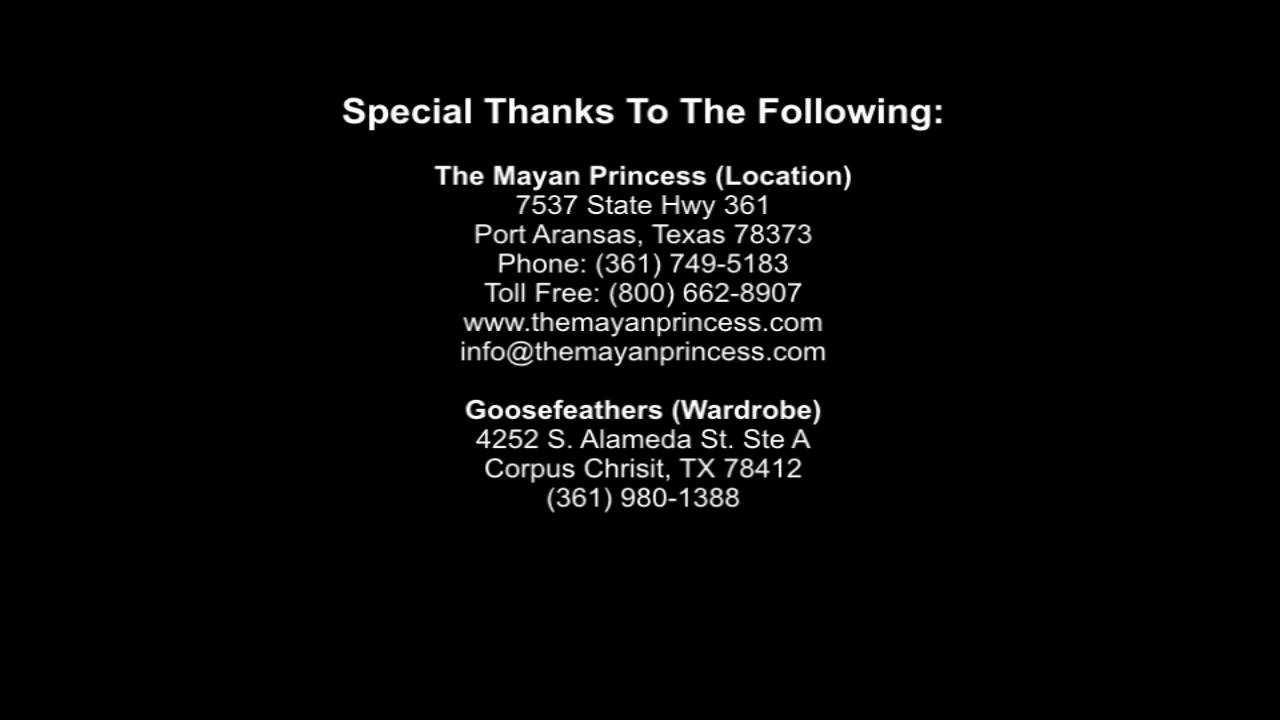 Special Thanks To The Following:
The Mayan Princess (Location)
7537 State Hwy 361
Port Aransas, Texas 78373
Phone: (361) 749-5183
Toll Free: (800) 662-8907
www.themayanprincess.com
info@themayanprincess.com
Goosefeathers (Wardrobe)
4252 S. Alameda St. Ste A
Corpus Chrisit, TX 78412
(361) 980-1388